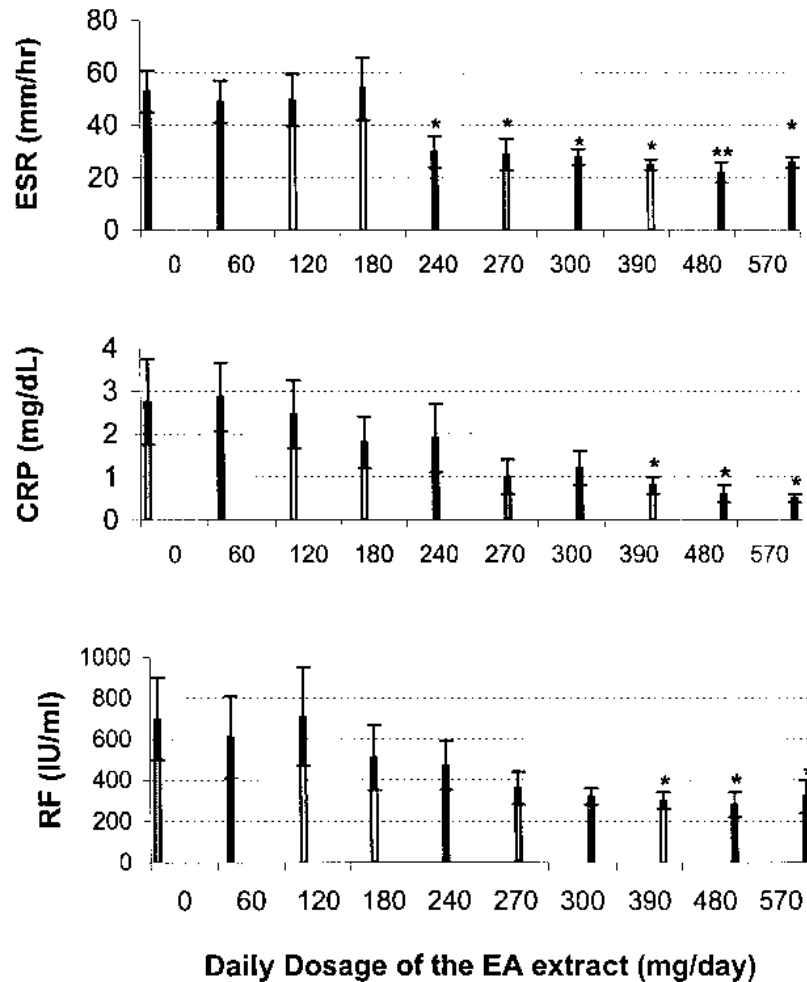 ESR (mm/hr)
80
60
40
20
0
* * * * ** *
0 60 120 180 240 270 300 390 480 570
CRP (mg/dL)
4
3
2
1
0
* * *
0 60 120 180 240 270 300 390 480 570
RF (IU/ml)
1000
800
600
400
200
0
* *
0 60 120 180 240 270 300 390 480 570
Daily Dosage of the EA extract (mg/day)